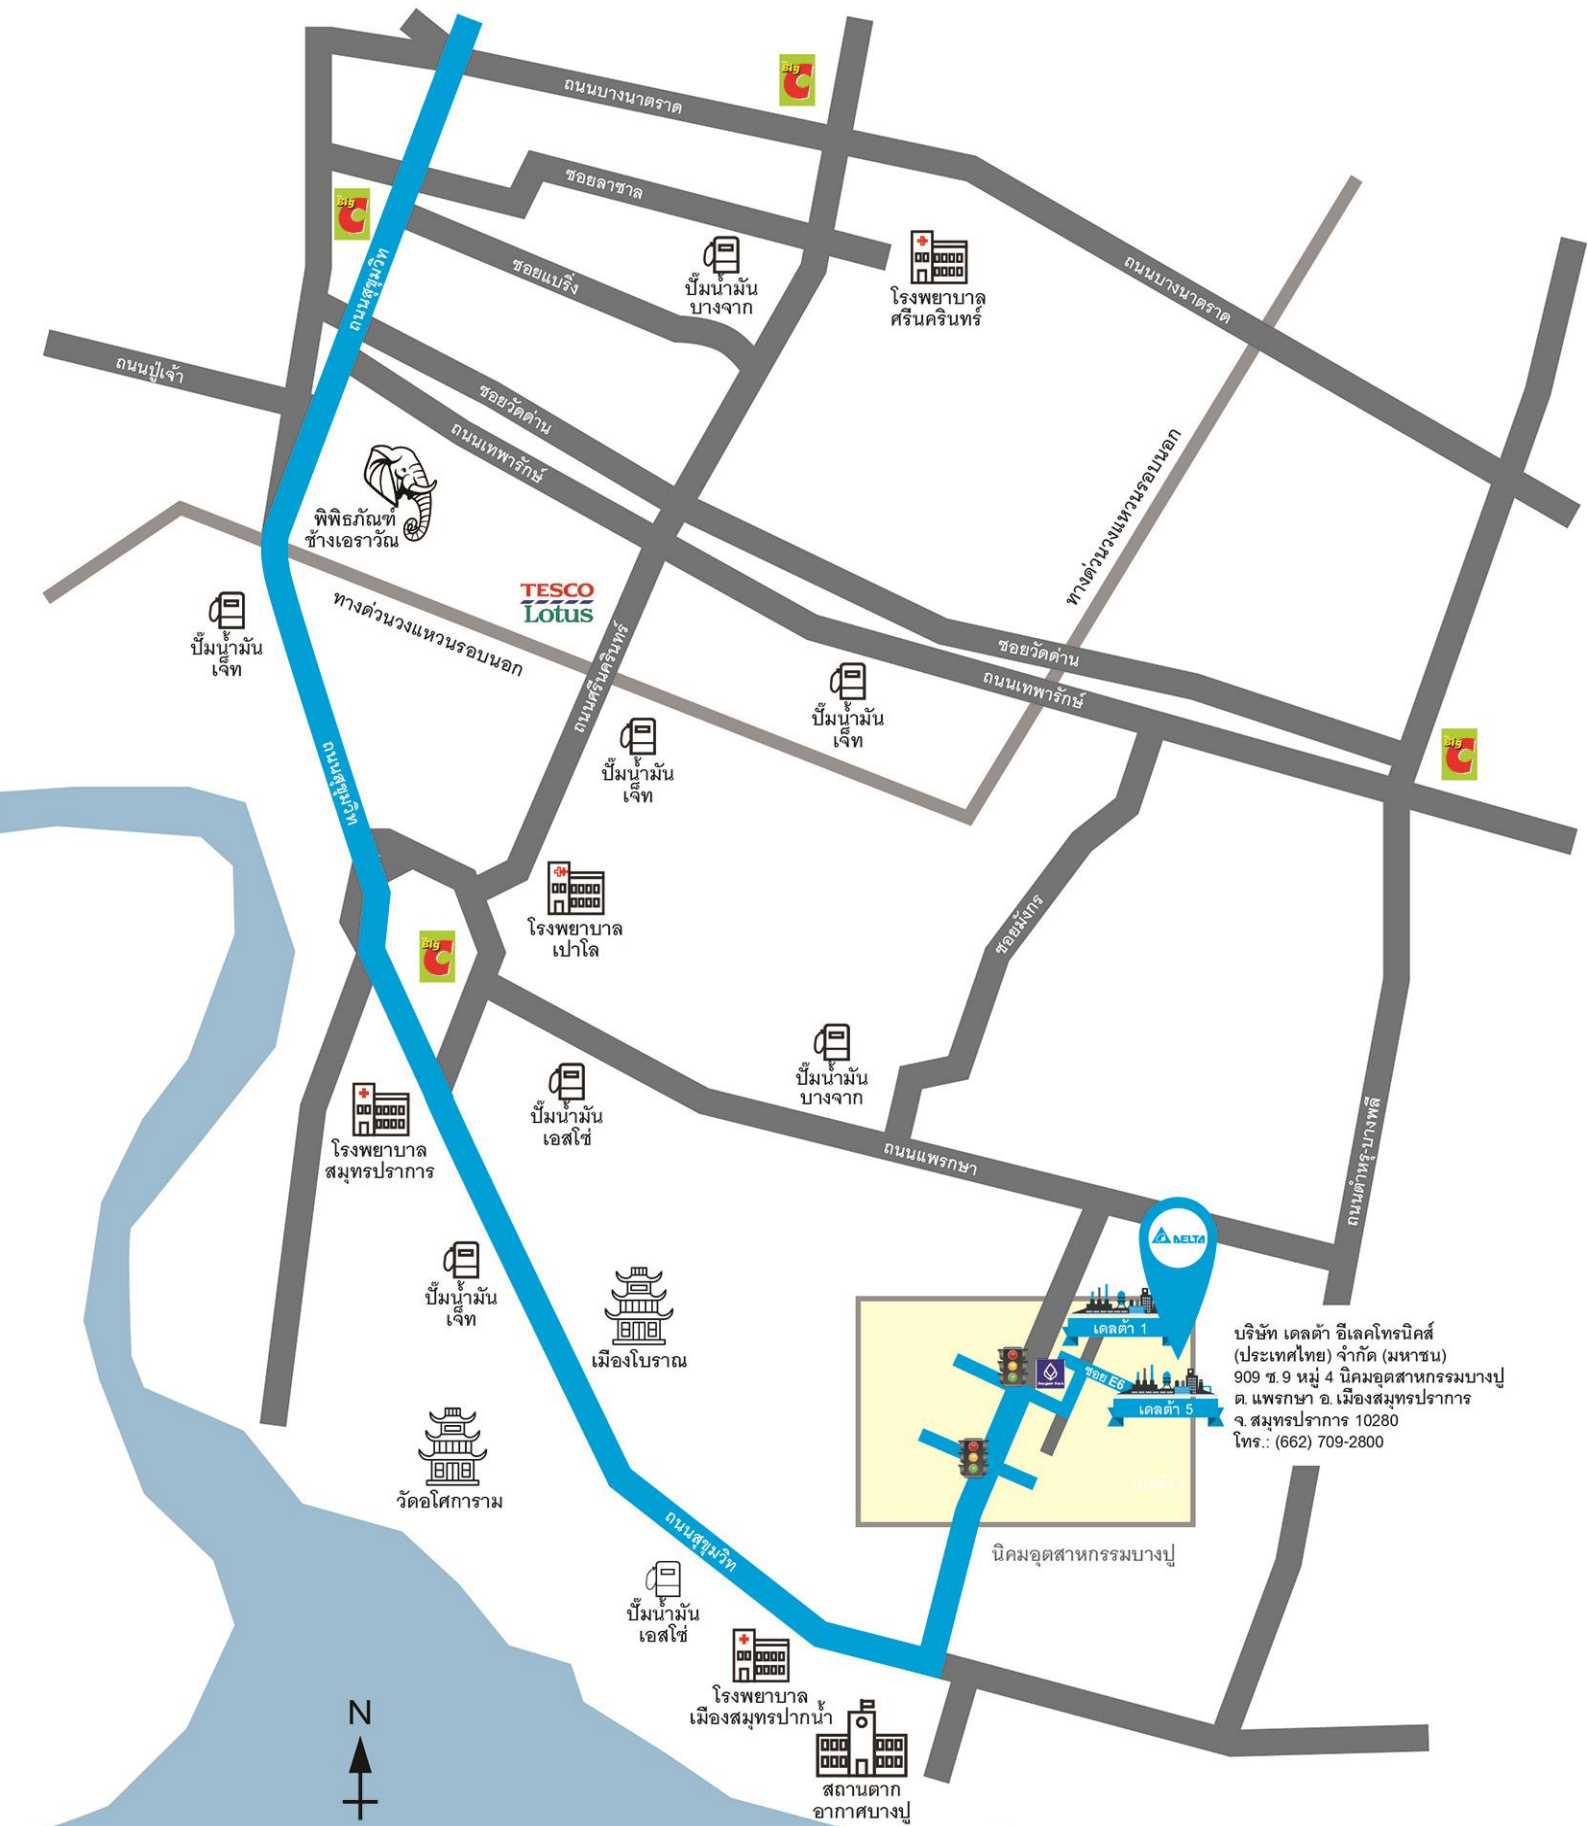 Big C
ถนนบางนาตราด
ซอยลาซาล
Big C
ถนนสุขุมวิท
ซอยแบริ่ง
ปั๊มน้ำมัน
บางจาก
โรงพยาบาล
ศรีนครินทร์
ถนนบางนาตราด
ถนนปู่เจ้า
ซอยวัดด่าน
ถนนเทพารักษ์
พิพิธภัณฑ์
ช้างเอราวัณ
ทางด่วนวงแหวนรอบนอก
TESCO
Lotus
ปั๊มน้ำมัน
เจ็ท
ทางด่วนวงแหวนรอบนอก
ถนนศรีนครินทร์
ซอยวัดด่าน
ถนนเทพารักษ์
ปั๊มน้ำมัน
เจ็ท
ปั๊มน้ำมัน
เจ็ท
Big C
ถนนสุขุมวิท
โรงพยาบาล
เปาโล
Big C
ซอยมังกร
ปั๊มน้ำมัน
บางจาก
ปั๊มน้ำมัน
เอสโซ่
โรงพยาบาล
สมุทรปราการ
ถนนแพรกษา
ถนนตำหรุ-บางพลี
DELTA
ปั๊มน้ำมัน
เจ็ท
เมืองโบราณ
เดลต้า 1
ซอย E6
เดลต้า 5
บริษัท เดลต้า อีเลคโทรนิคส์
(ประเทศไทย) จำกัด (มหาชน)
909 ซ.9 หมู่ 4 นิคมอุตสาหกรรมบางปู
ต. แพรกษา อ. เมืองสมุทรปราการ
จ. สมุทรปราการ 10280
โทร.: (662) 709-2800
วัดอโศการาม
ถนนสุขุมวิท
นิคมอุตสาหกรรมบางปู
ปั๊มน้ำมัน
เอสโซ่
โรงพยาบาล
เมืองสมุทรปากน้ำ
N
สถานตาก
อากาศบางปู